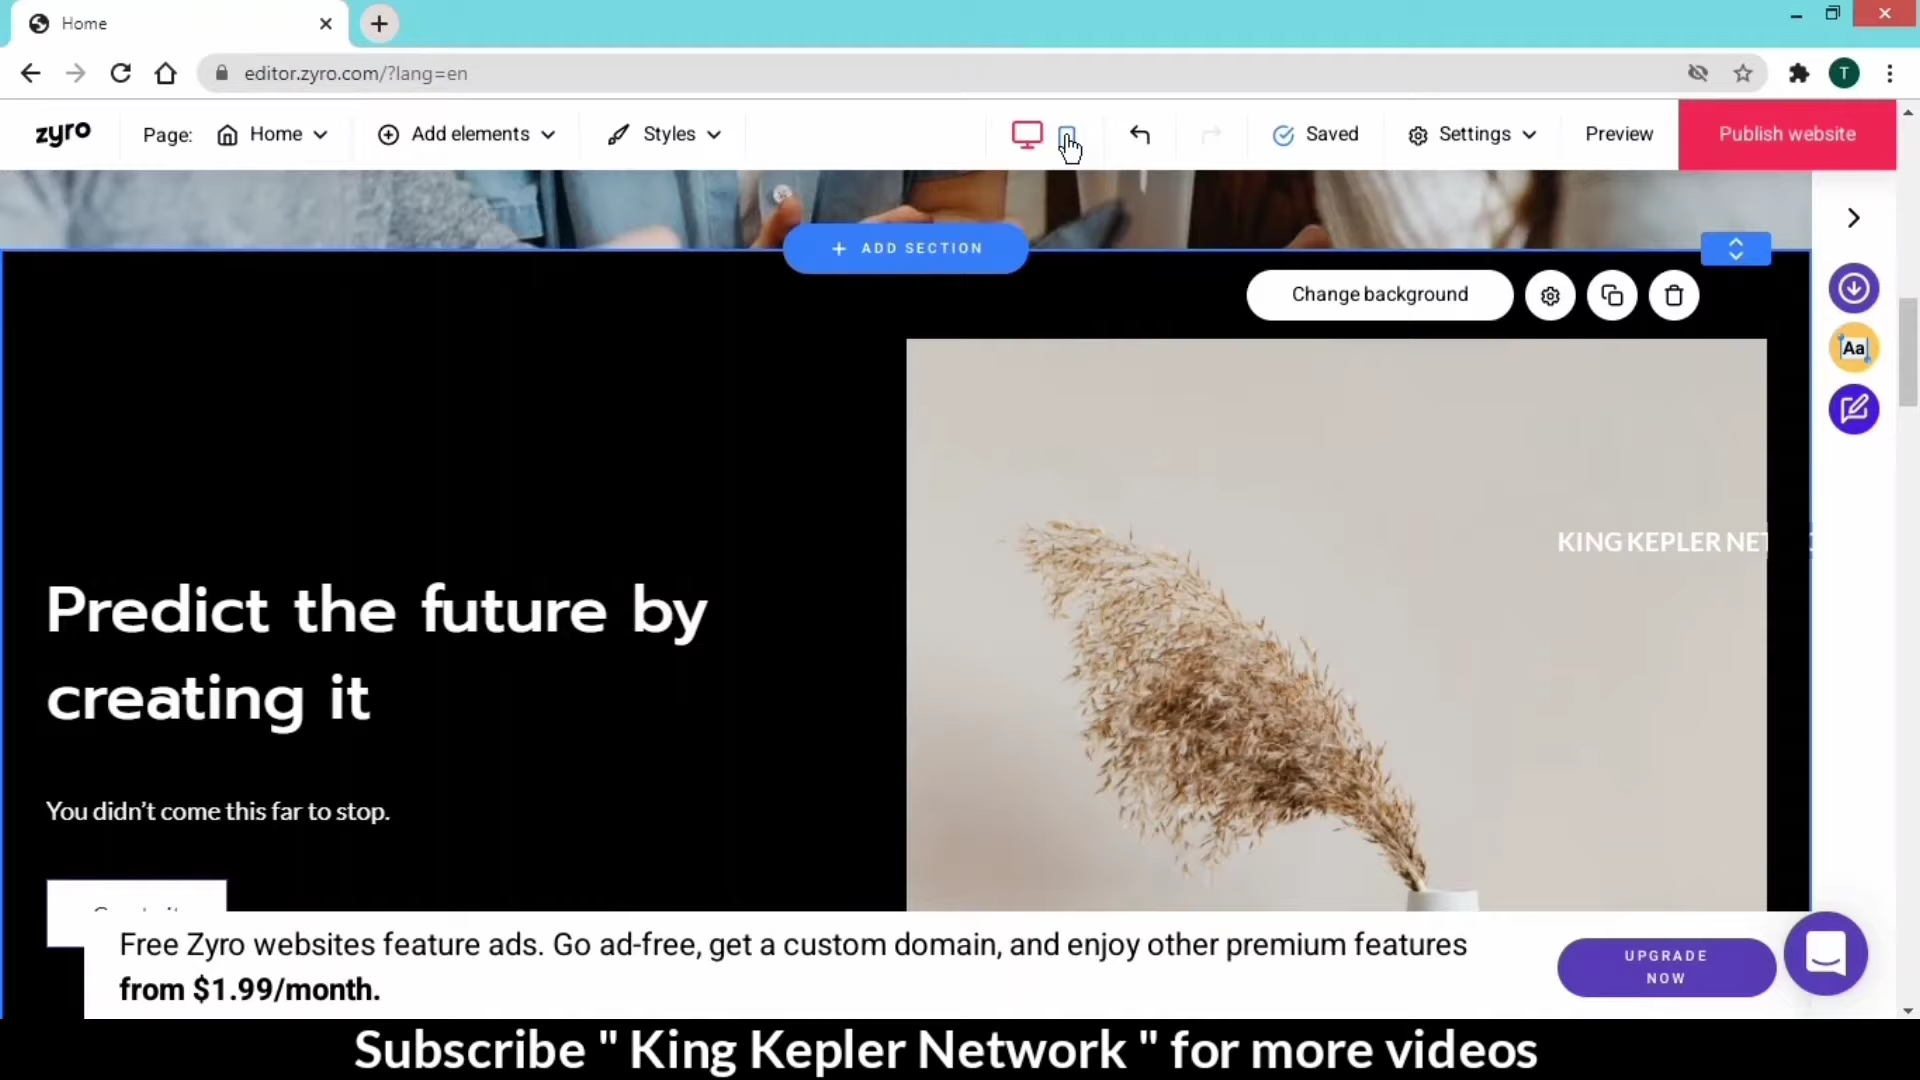 Home
editor.zyro.com/?lang=en
T
zyro
Page:
Home
Add elements
Styles
Saved
Settings
Preview
Publish website
+ ADD SECTION
Change background
Aa
KING KEPLER
Predict the future by
creating it
You didn't come this far to stop.
Free Zyro websites feature ads. Go ad-free, get a custom domain, and enjoy other premium features
from $1.99/month.
UPGRADE
NOW
Subscribe " King Kepler Network " for more videos